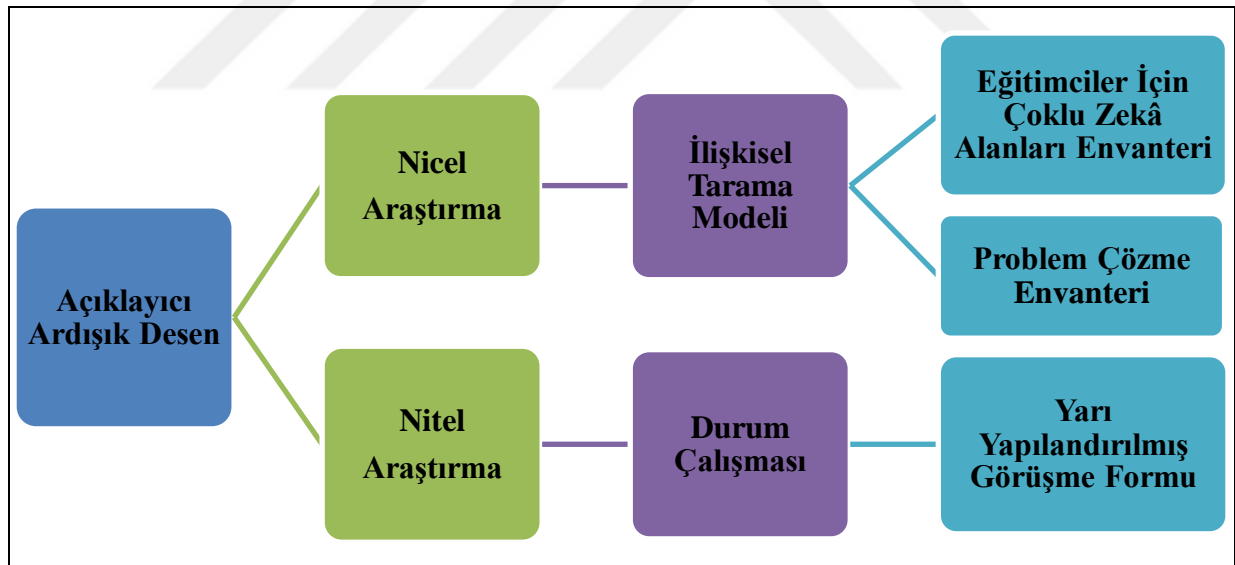 Açıklayıcı
Ardışık Desen
Nicel
Araştırma
İlişkisel
Tarama
Modeli
Eğitimciler İçin
Çoklu Zekâ
Alanları Envanteri
Problem Çözme
Envanteri
Nitel
Araştırma
Durum
Çalışması
Yarı
Yapılandırılmış
Görüşme Formu